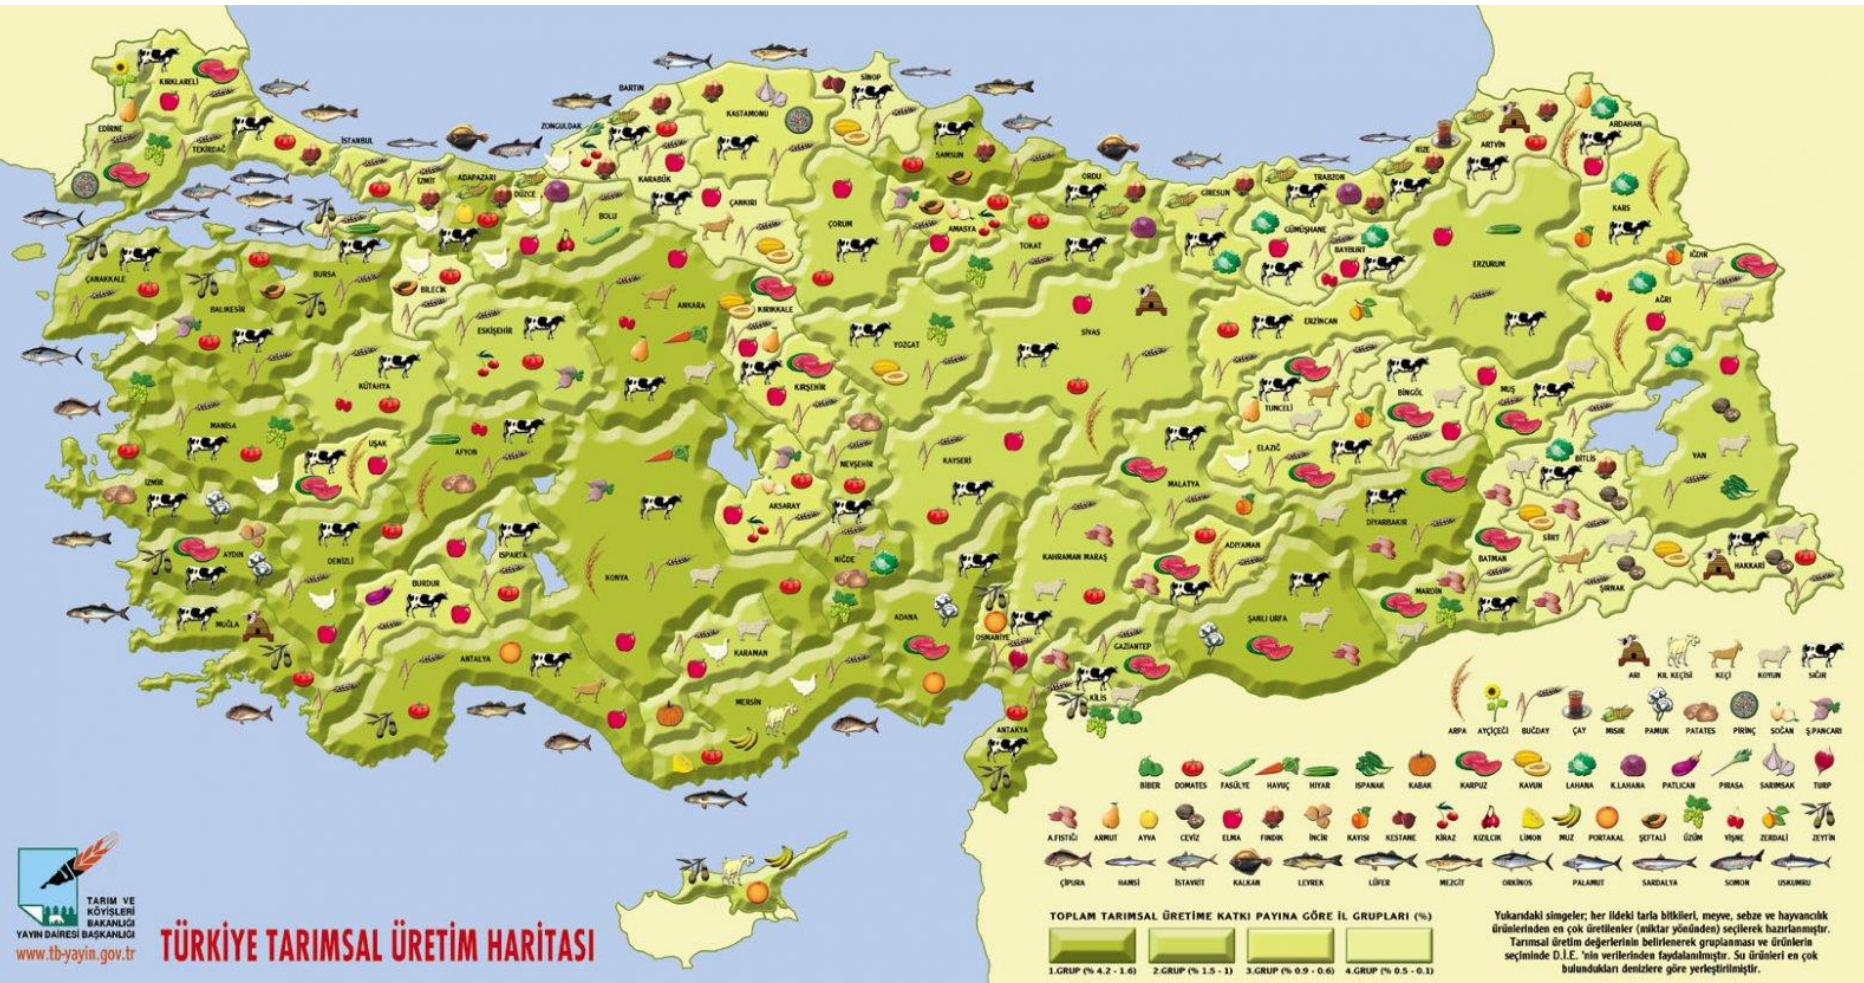 KIRKLARELİ
EDİRNE
TEKİRDAĞ
İSTANBUL
İZMİT
ADAPAZARI
DÜZCE
ZONGULDAK
BARTIN
KARABÜK
BOLU
KASTAMONU
SİNOP
ÇANKIRI
ÇORUM
SAMSUN
AMASYA
TOKAT
ORDU
GİRESUN
TRABZON
RİZE
ARTVİN
ARDAHAN
KARS
GÜMÜŞHANE
BAYBURT
ERZURUM
IĞDIR
AĞRI
ÇANAKKALE
BALIKESİR
BURSA
BİLECİK
ESKİŞEHİR
KÜTAHYA
ANKARA
KIRIKKALE
KIRŞEHİR
YOZGAT
SİVAS
ERZİNCAN
TUNCELİ
BİNGÖL
MUŞ
MANİSA
UŞAK
AFYON
İZMİR
AYDIN
DENİZLİ
ISPARTA
BURDUR
MUĞLA
ANTALYA
KONYA
AKSARAY
NEVŞEHİR
NİĞDE
KAYSERİ
KARAMAN
MERSİN
ADANA
OSMANİYE
KAHRAMAN MARAŞ
MALATYA
ELAZIĞ
ADIYAMAN
DİYARBAKIR
BİTLİS
VAN
SİİRT
BATMAN
ŞIRNAK
HAKKARİ
MARDİN
ŞANLI URFA
GAZİANTEP
KİLİS
ANTAKYA
ARI KIL KEÇİSİ KEÇİ KOYUN SIĞIR
ARPA AYÇİÇEĞİ BUĞDAY ÇAY MISIR PAMUK PATATES PİRİNÇ SOĞAN Ş.PANCARI
BİBER DOMATES FASÜLYE HAVUÇ HIYAR ISPANAK KABAK KARPUZ KAVUN LAHANA K.LAHANA PATLICAN PIRASA SARIMSAK TURP
A.FISTIĞI ARMUT AYVA CEVİZ ELMA FINDIK İNCİR KAYISI KESTANE KİRAZ KIZILCIK LİMON MUZ PORTAKAL ŞEFTALİ ÜZÜM VİŞNE ZERDALİ ZEYTİN
ÇİPURA HAMSİ İSTAVRİT KALKAN LEVREK LÜFER MEZGİT ORKİNOS PALAMUT SARDALYA SOMON USKUMRU
TOPLAM TARIMSAL ÜRETİME KATKI PAYINA GÖRE İL GRUPLARI (%)
1.GRUP (% 4.2 - 1.6) 2.GRUP (% 1.5 - 1) 3.GRUP (% 0.9 - 0.6) 4.GRUP (% 0.5 - 0.1)
Yukarıdaki simgeler; her ildeki tarla bitkileri, meyve, sebze ve hayvancılık
ürünlerinden en çok üretilenler (miktar yönünden) seçilerek hazırlanmıştır.
Tarımsal üretim değerlerinin belirlenerek gruplanması ve ürünlerin
seçiminde D.İ.E. 'nin verilerinden faydalanılmıştır. Su ürünleri en çok
bulundukları denizlere göre yerleştirilmiştir.
TARIM VE
KÖYİŞLERİ
BAKANLIĞI
YAYIN DAİRESİ BAŞKANLIĞI
www.tb-yayin.gov.tr
TÜRKİYE TARIMSAL ÜRETİM HARİTASI